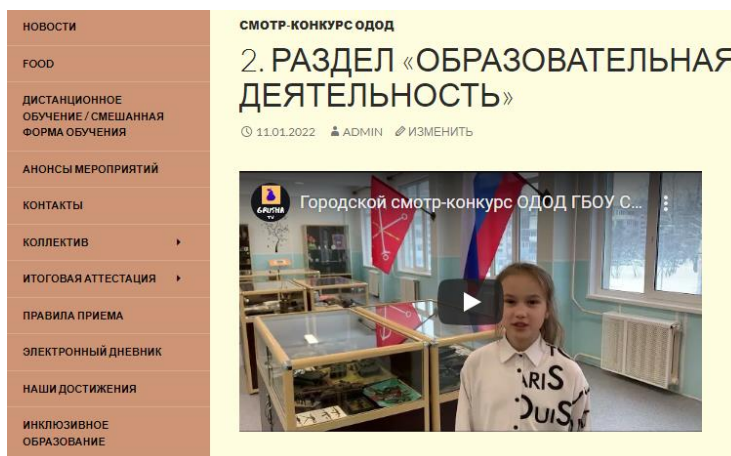 НОВОСТИ
FOOD
ДИСТАНЦИОННОЕ
ОБУЧЕНИЕ / СМЕШАННАЯ
ФОРМА ОБУЧЕНИЯ
АНОНСЫ МЕРОПРИЯТИЙ
КОНТАКТЫ
КОЛЛЕКТИВ
ИТОГОВАЯ АТТЕСТАЦИЯ
ПРАВИЛА ПРИЕМА
ЭЛЕКТРОННЫЙ ДНЕВНИК
НАШИ ДОСТИЖЕНИЯ
ИНКЛЮЗИВНОЕ
ОБРАЗОВАНИЕ
СМОТР-КОНКУРС ОДОД
2. РАЗДЕЛ «ОБРАЗОВАТЕЛЬНАЯ
ДЕЯТЕЛЬНОСТЬ»
11.01.2022 ADMIN ИЗМЕНИТЬ
GRUSHA
TV
Городской смотр-конкурс ОДОД ГБОУ С...
ARIS
OUIS